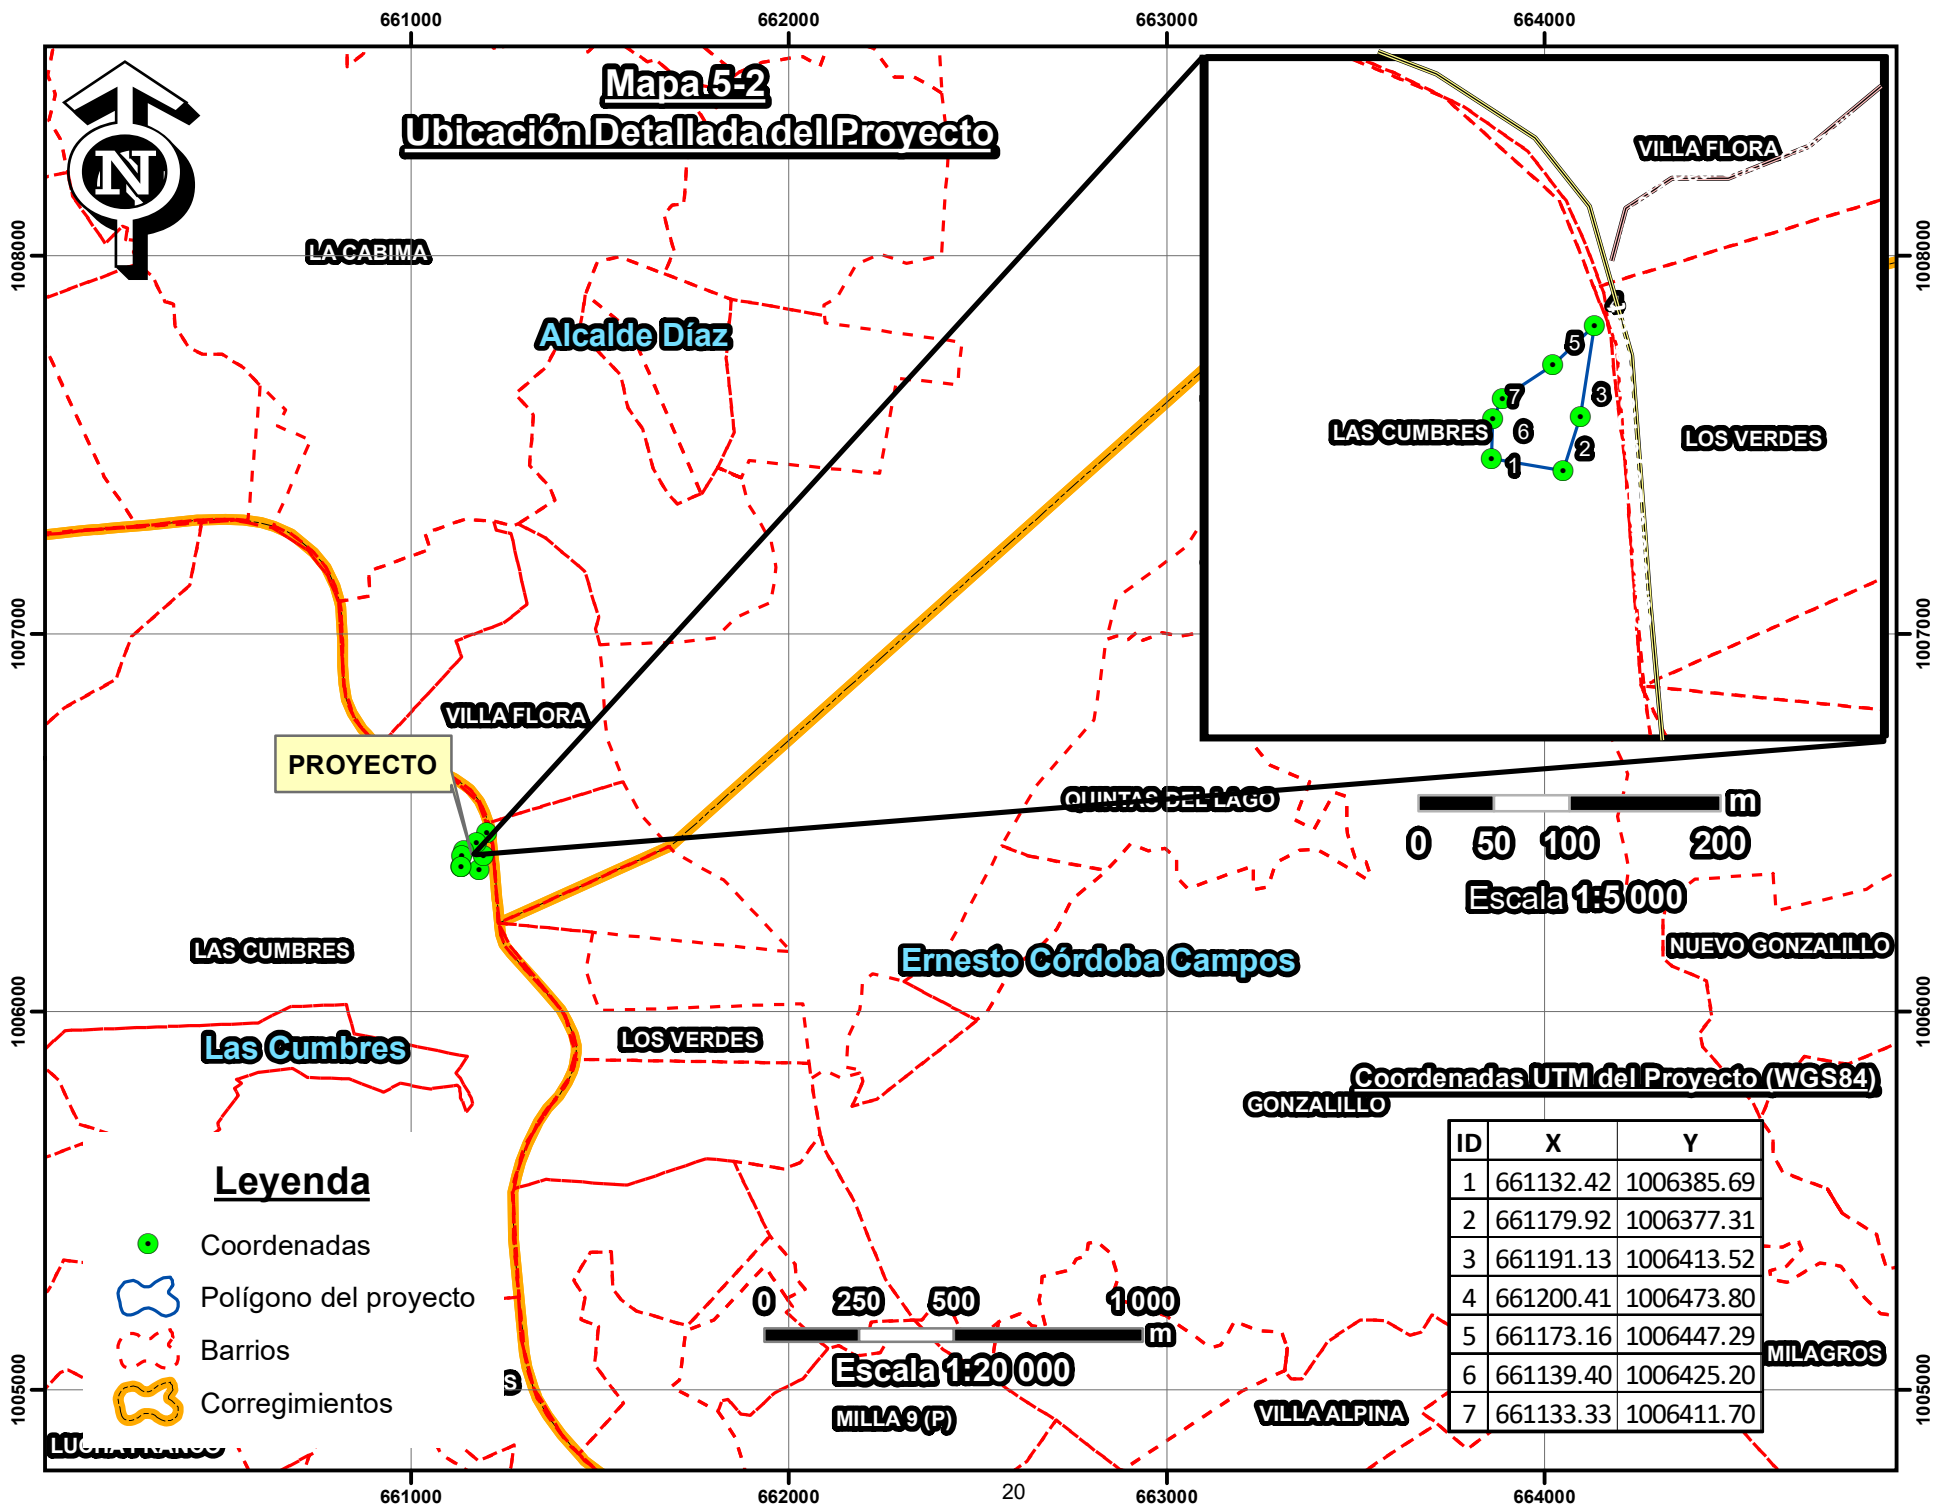 661000 662000 663000 664000
Mapa 5-2
Ubicación Detallada del Proyecto
N
VILLA FLORA
LA CABIMA
1008000
1008000
Alcalde Díaz
5
3
7
6
2
1
LAS CUMBRES
LOS VERDES
1007000
1007000
VILLA FLORA
PROYECTO
QUINTAS DEL LAGO
m
0 50 100 200
Escala 1:5 000
LAS CUMBRES
Ernesto Córdoba Campos
NUEVO GONZALILLO
1006000
1006000
Las Cumbres
LOS VERDES
GONZALILLO
Coordenadas UTM del Proyecto (WGS84)
ID X Y
1 661132.42 1006385.69
2 661179.92 1006377.31
3 661191.13 1006413.52
4 661200.41 1006473.80
5 661173.16 1006447.29
6 661139.40 1006425.20
7 661133.33 1006411.70
Leyenda
Coordenadas
Polígono del proyecto
Barrios
Corregimientos
0 250 500 1 000
m
Escala 1:20 000
MILLA 9 (P)
VILLA ALPINA
MILAGROS
S
1005000
1005000
661000 662000 663000 664000
20